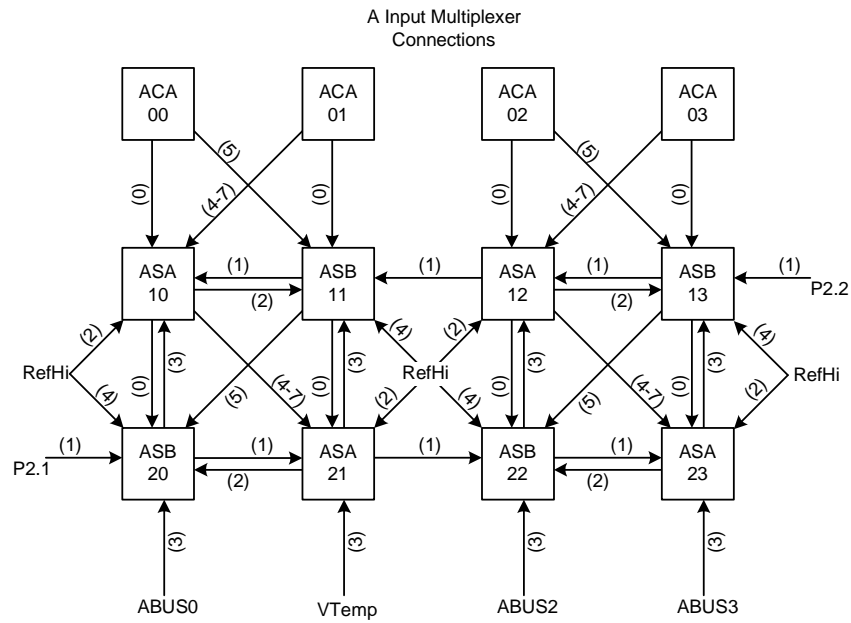 A Input Multiplexer
Connections
ACA
00
ACA
01
ACA
02
ACA
03
(5)
(5)
(0)
(4-7)
(0)
(0)
(4-7)
(0)
ASA
10
(1)
(2)
ASB
11
(1)
ASA
12
(1)
(2)
ASB
13
(1)
P2.2
(2)
RefHi
(4)
(0)
(3)
(5)
(4-7)
(0)
(3)
(4)
(2)
RefHi
(2)
(4)
(0)
(3)
(5)
(4-7)
(0)
(3)
(4)
RefHi
(2)
(1)
P2.1
ASB
20
(1)
(2)
ASA
21
(1)
ASB
22
(1)
(2)
ASA
23
(3)
(3)
(3)
(3)
ABUS0
VTemp
ABUS2
ABUS3